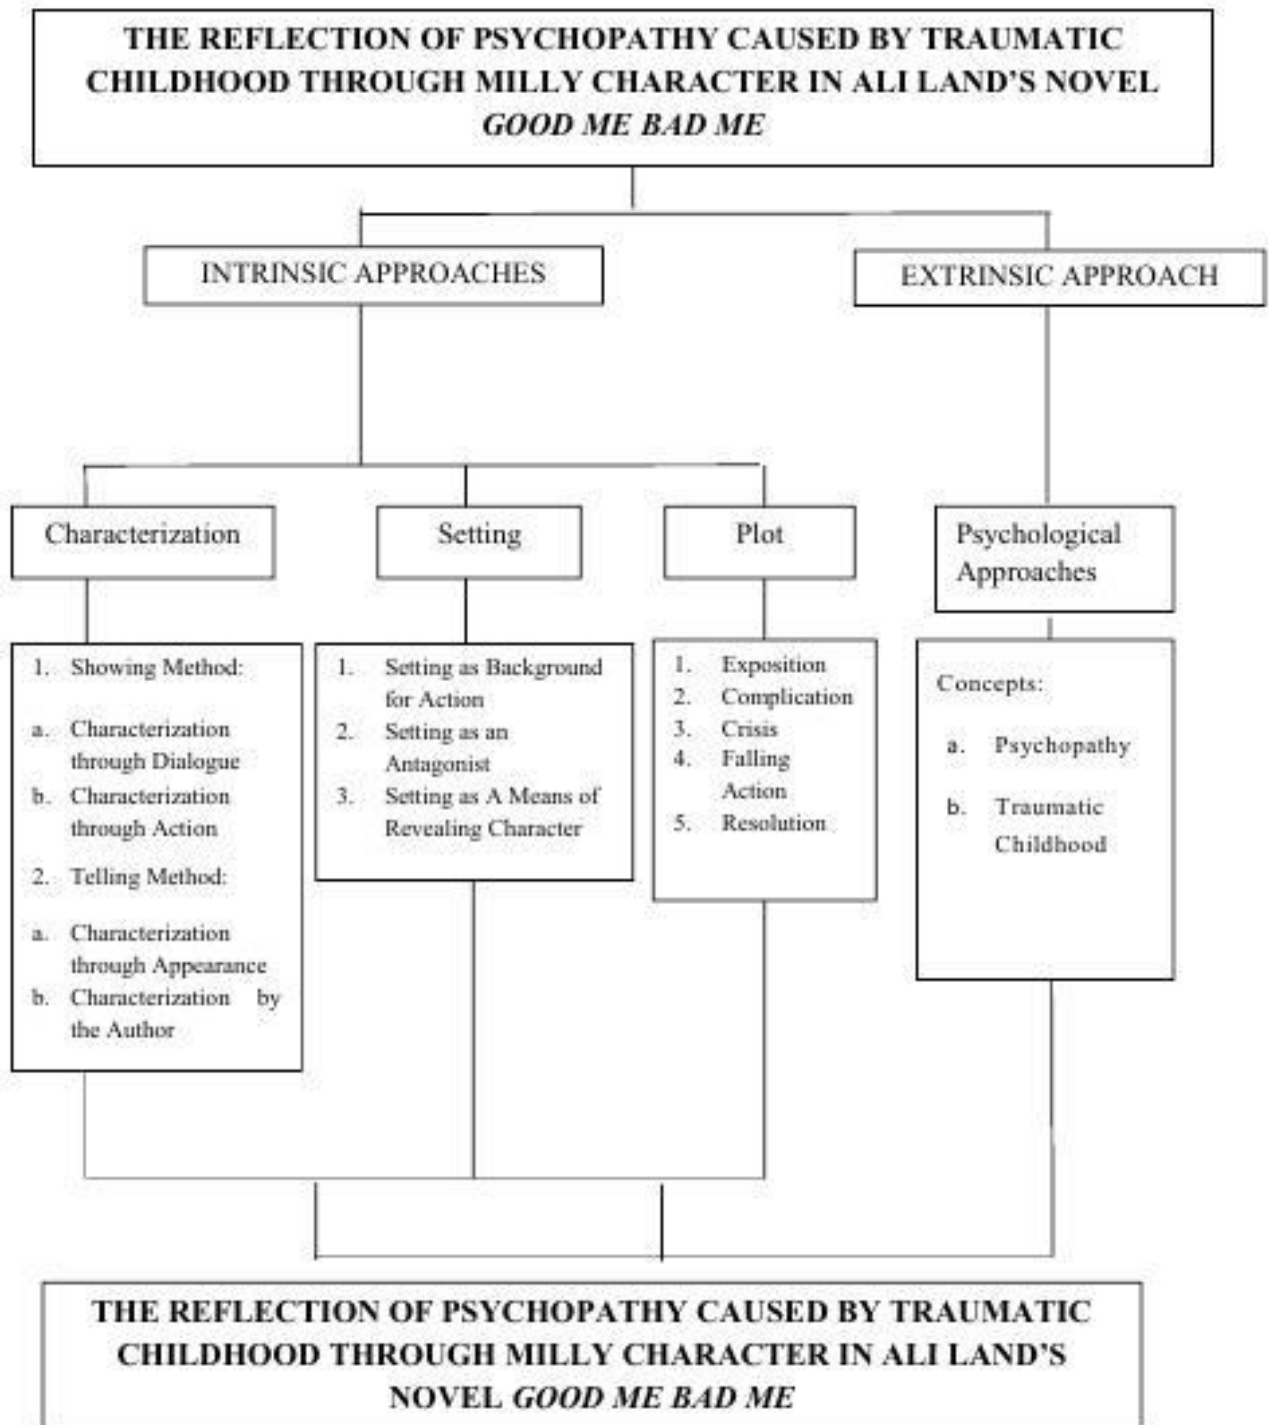 THE REFLECTION OF PSYCHOPATHY CAUSED BY TRAUMATIC
CHILDHOOD THROUGH MILLY CHARACTER IN ALI LAND'S NOVEL
GOOD ME BAD ME
INTRINSIC APPROACHES
EXTRINSIC APPROACH
Characterization
Setting
Plot
Psychological
Approaches
1. Showing Method:
a. Characterization
through Dialogue
b. Characterization
through Action
2. Telling Method:
a. Characterization
through Appearance
b. Characterization by
the Author
1. Setting as Background
for Action
2. Setting as an
Antagonist
3. Setting as A Means of
Revealing Character
1. Exposition
2. Complication
3. Crisis
4. Falling
Action
5. Resolution
Concepts:
a. Psychopathy
b. Traumatic
Childhood
THE REFLECTION OF PSYCHOPATHY CAUSED BY TRAUMATIC
CHILDHOOD THROUGH MILLY CHARACTER IN ALI LAND'S
NOVEL GOOD ME BAD ME